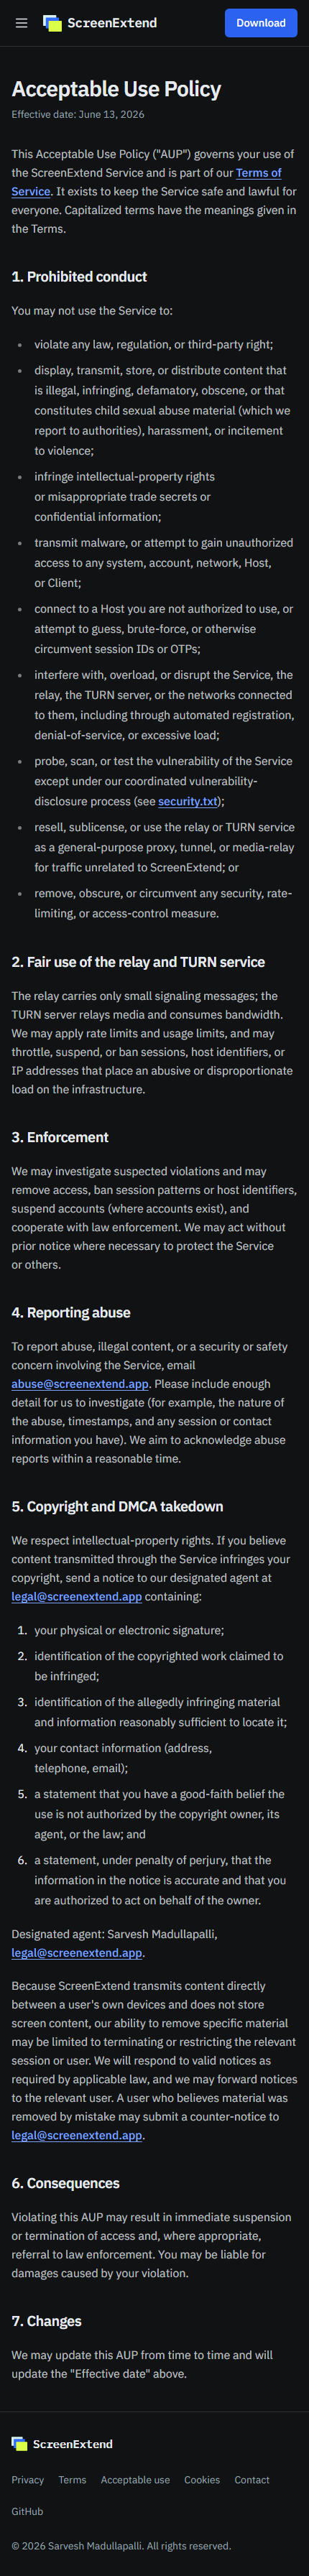 ScreenExtend
Download
Acceptable Use Policy
Effective date: June 13, 2026
This Acceptable Use Policy ("AUP") governs your use of
the ScreenExtend Service and is part of our Terms of
Service. It exists to keep the Service safe and lawful for
everyone. Capitalized terms have the meanings given in
the Terms.
1. Prohibited conduct
You may not use the Service to:
violate any law, regulation, or third-party right;
display, transmit, store, or distribute content that
is illegal, infringing, defamatory, obscene, or that
constitutes child sexual abuse material (which we
report to authorities), harassment, or incitement
to violence;
infringe intellectual-property rights
or misappropriate trade secrets or
confidential information;
transmit malware, or attempt to gain unauthorized
access to any system, account, network, Host,
or Client;
connect to a Host you are not authorized to use, or
attempt to guess, brute-force, or otherwise
circumvent session IDs or OTPs;
interfere with, overload, or disrupt the Service, the
relay, the TURN server, or the networks connected
to them, including through automated registration,
denial-of-service, or excessive load;
probe, scan, or test the vulnerability of the Service
except under our coordinated vulnerability-
disclosure process (see security.txt);
resell, sublicense, or use the relay or TURN service
as a general-purpose proxy, tunnel, or media-relay
for traffic unrelated to ScreenExtend; or
remove, obscure, or circumvent any security, rate-
limiting, or access-control measure.
2. Fair use of the relay and TURN service
The relay carries only small signaling messages; the
TURN server relays media and consumes bandwidth.
We may apply rate limits and usage limits, and may
throttle, suspend, or ban sessions, host identifiers, or
IP addresses that place an abusive or disproportionate
load on the infrastructure.
3. Enforcement
We may investigate suspected violations and may
remove access, ban session patterns or host identifiers,
suspend accounts (where accounts exist), and
cooperate with law enforcement. We may act without
prior notice where necessary to protect the Service
or others.
4. Reporting abuse
To report abuse, illegal content, or a security or safety
concern involving the Service, email
abuse@screenextend.app. Please include enough
detail for us to investigate (for example, the nature of
the abuse, timestamps, and any session or contact
information you have). We aim to acknowledge abuse
reports within a reasonable time.
5. Copyright and DMCA takedown
We respect intellectual-property rights. If you believe
content transmitted through the Service infringes your
copyright, send a notice to our designated agent at
legal@screenextend.app containing:
1. your physical or electronic signature;
2. identification of the copyrighted work claimed to
be infringed;
3. identification of the allegedly infringing material
and information reasonably sufficient to locate it;
4. your contact information (address,
telephone, email);
5. a statement that you have a good-faith belief the
use is not authorized by the copyright owner, its
agent, or the law; and
6. a statement, under penalty of perjury, that the
information in the notice is accurate and that you
are authorized to act on behalf of the owner.
Designated agent: Sarvesh Madullapalli,
legal@screenextend.app.
Because ScreenExtend transmits content directly
between a user's own devices and does not store
screen content, our ability to remove specific material
may be limited to terminating or restricting the relevant
session or user. We will respond to valid notices as
required by applicable law, and we may forward notices
to the relevant user. A user who believes material was
removed by mistake may submit a counter-notice to
legal@screenextend.app.
6. Consequences
Violating this AUP may result in immediate suspension
or termination of access and, where appropriate,
referral to law enforcement. You may be liable for
damages caused by your violation.
7. Changes
We may update this AUP from time to time and will
update the "Effective date" above.
ScreenExtend
Privacy Terms Acceptable use Cookies Contact
GitHub
© 2026 Sarvesh Madullapalli. All rights reserved.